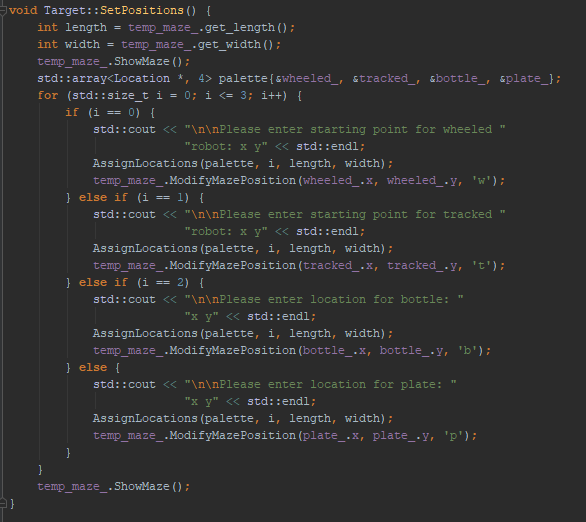 void Target::SetPositions() {
    int length = temp_maze_.get_length();
    int width = temp_maze_.get_width();
    temp_maze_.ShowMaze();
    std::array<Location *, 4> palette{&wheeled_, &tracked_, &bottle_, &plate_};
    for (std::size_t i = 0; i <= 3; i++) {
        if (i == 0) {
            std::cout << "\n\nPlease enter starting point for wheeled "
                         "robot: x y" << std::endl;
            AssignLocations(palette, i, length, width);
            temp_maze_.ModifyMazePosition(wheeled_.x, wheeled_.y, 'w');
        } else if (i == 1) {
            std::cout << "\n\nPlease enter starting point for tracked "
                         "robot: x y" << std::endl;
            AssignLocations(palette, i, length, width);
            temp_maze_.ModifyMazePosition(tracked_.x, tracked_.y, 't');
        } else if (i == 2) {
            std::cout << "\n\nPlease enter location for bottle: "
                         "x y" << std::endl;
            AssignLocations(palette, i, length, width);
            temp_maze_.ModifyMazePosition(bottle_.x, bottle_.y, 'b');
        } else {
            std::cout << "\n\nPlease enter location for plate: "
                         "x y" << std::endl;
            AssignLocations(palette, i, length, width);
            temp_maze_.ModifyMazePosition(plate_.x, plate_.y, 'p');
        }
    }
    temp_maze_.ShowMaze();
}